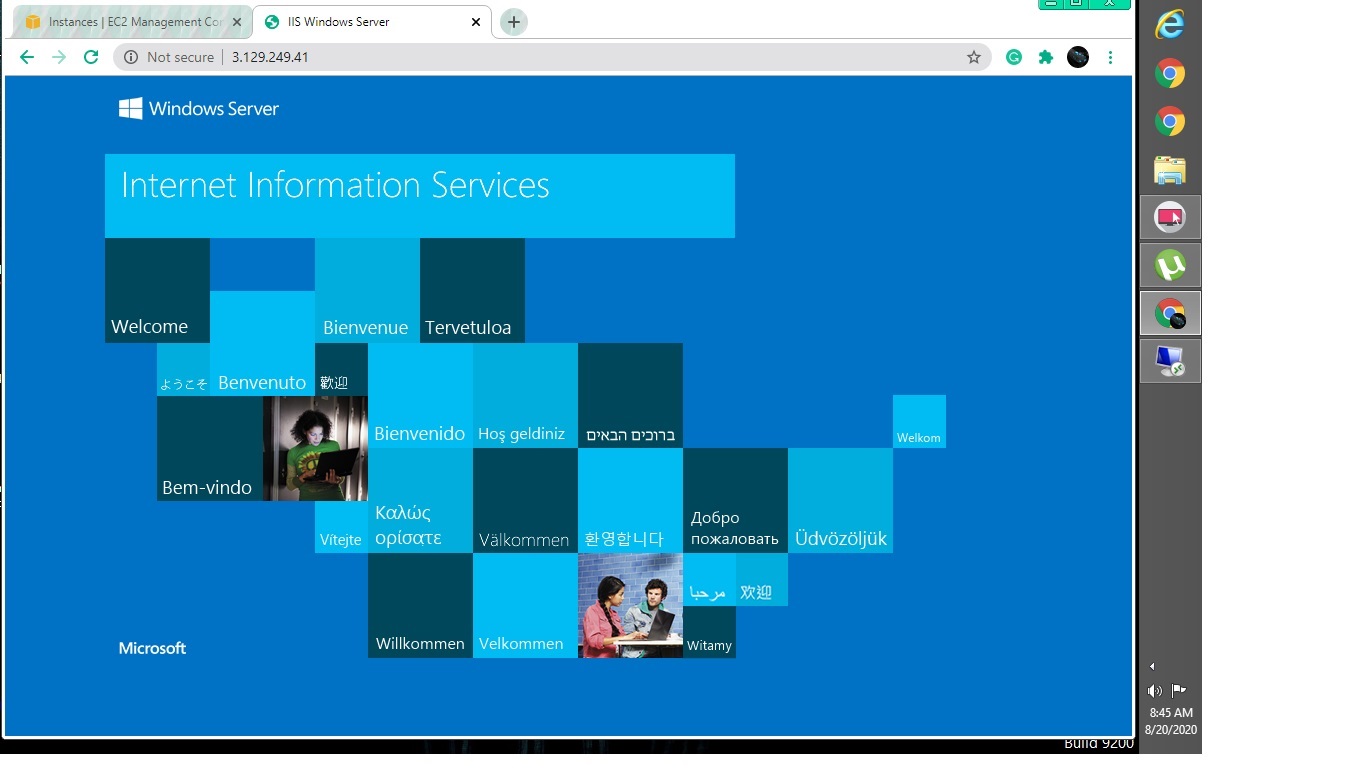 Instances | EC2 Management Con
IIS Windows Server
Not secure
3.129.249.41
Windows Server
Internet Information Services
Welcome
Bienvenue
Tervetuloa
ようこそ
Benvenuto
歡迎
Bienvenido
Hoş geldiniz
ברוכים הבאים
Welkom
Bem-vindo
Vítejte
Καλώς
ορίσατε
Välkommen
환영합니다
Добро
пожаловать
Üdvözöljük
مرحبا
欢迎
Willkommen
Velkommen
Witamy
Microsoft
8:45 AM
8/20/2020
Build 9200